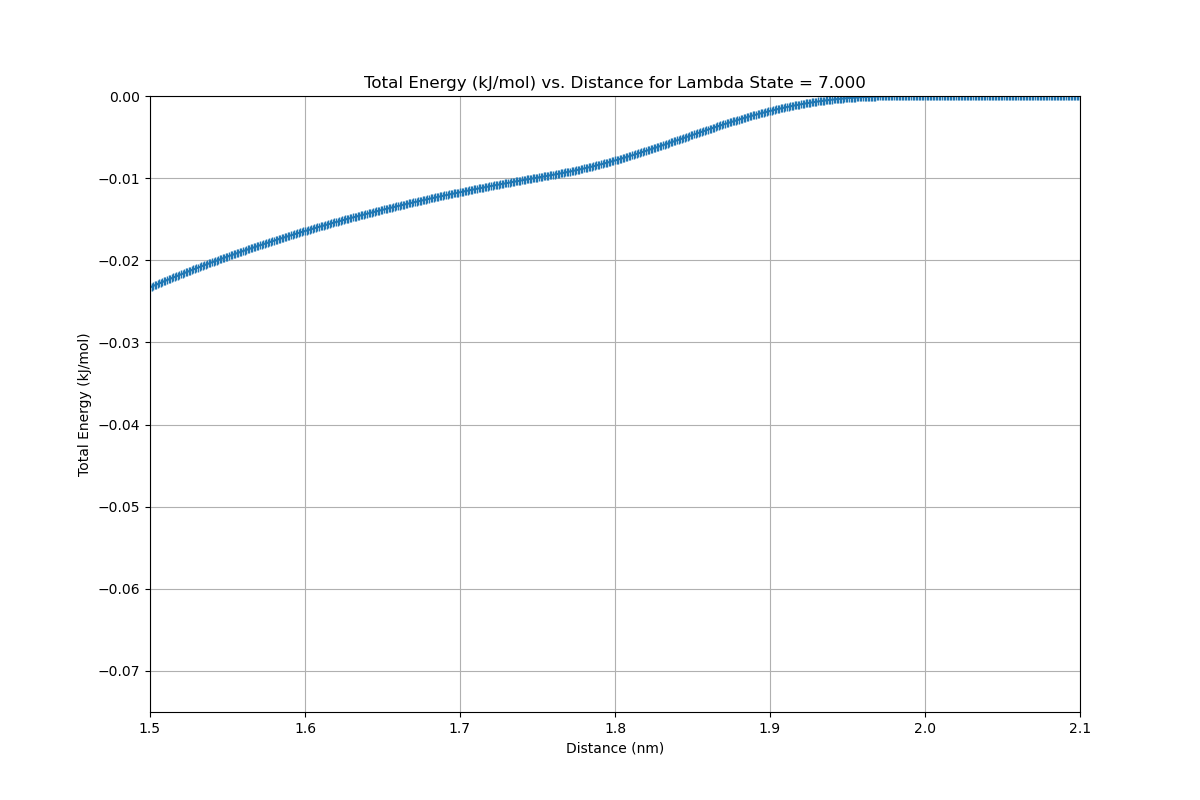 Total Energy (kJ/mol) vs. Distance for Lambda State = 7.000
0.00
−0.01
−0.02
−0.03
−0.04
−0.05
−0.06
−0.07
Total Energy (kJ/mol)
1.5 1.6 1.7 1.8 1.9 2.0 2.1
Distance (nm)